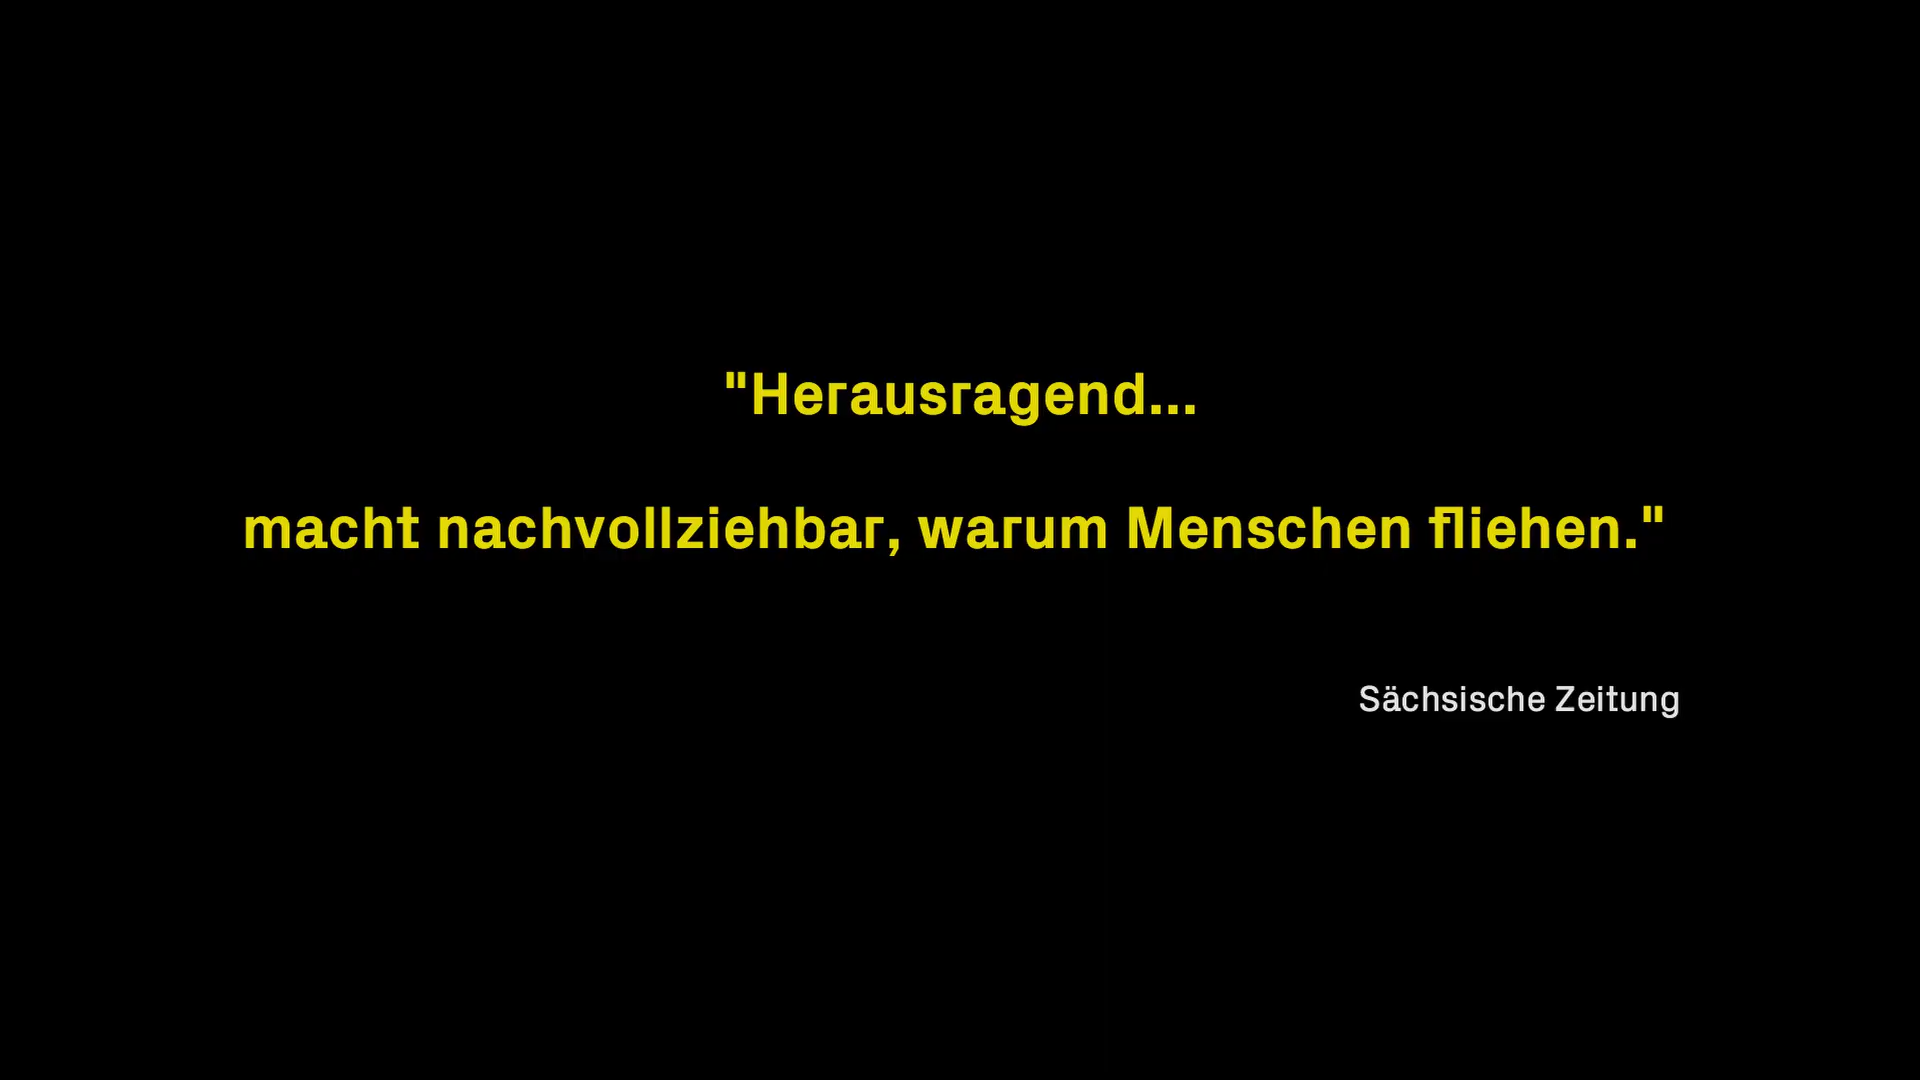 "Herausragend...
macht nachvollziehbar, warum Menschen fliehen."
Sächsische Zeitung